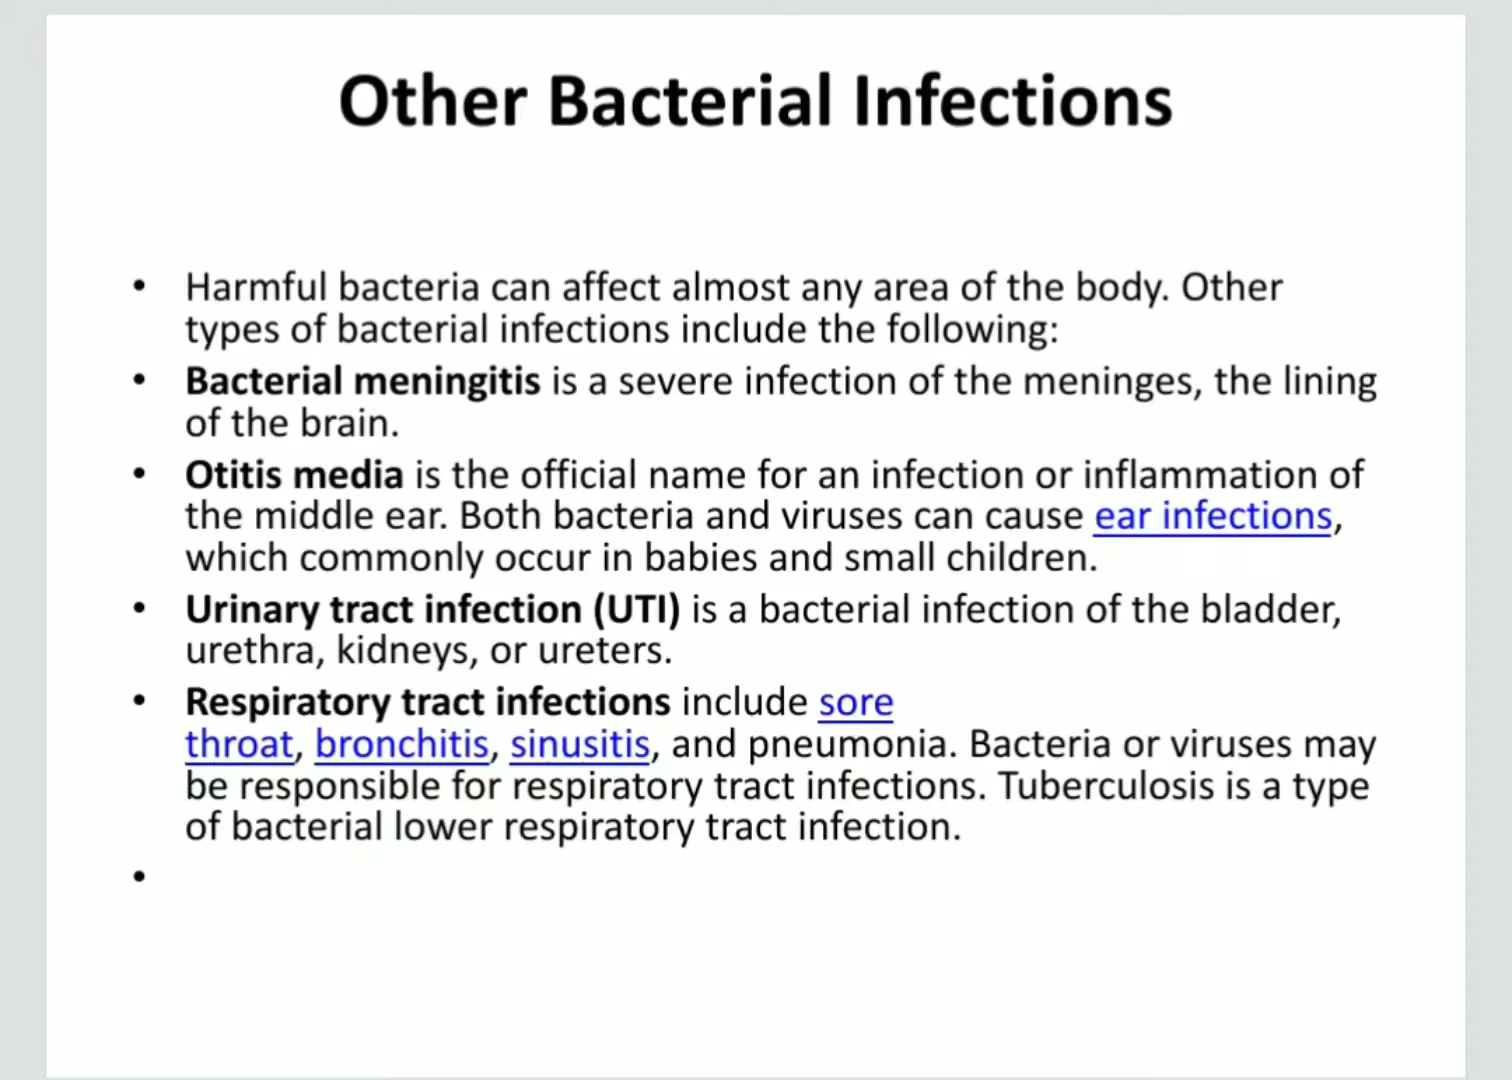 Other Bacterial Infections
• Harmful bacteria can affect almost any area of the body. Other
types of bacterial infections include the following:
• Bacterial meningitis is a severe infection of the meninges, the lining
of the brain.
• Otitis media is the official name for an infection or inflammation of
the middle ear. Both bacteria and viruses can cause ear infections,
which commonly occur in babies and small children.
• Urinary tract infection (UTI) is a bacterial infection of the bladder,
urethra, kidneys, or ureters.
• Respiratory tract infections include sore
throat, bronchitis, sinusitis, and pneumonia. Bacteria or viruses may
be responsible for respiratory tract infections. Tuberculosis is a type
of bacterial lower respiratory tract infection.
•